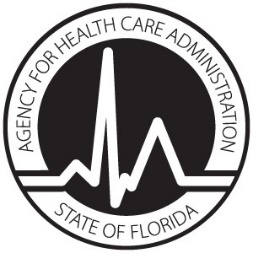 AGENCY FOR HEALTH CARE ADMINISTRATION
STATE OF FLORIDA